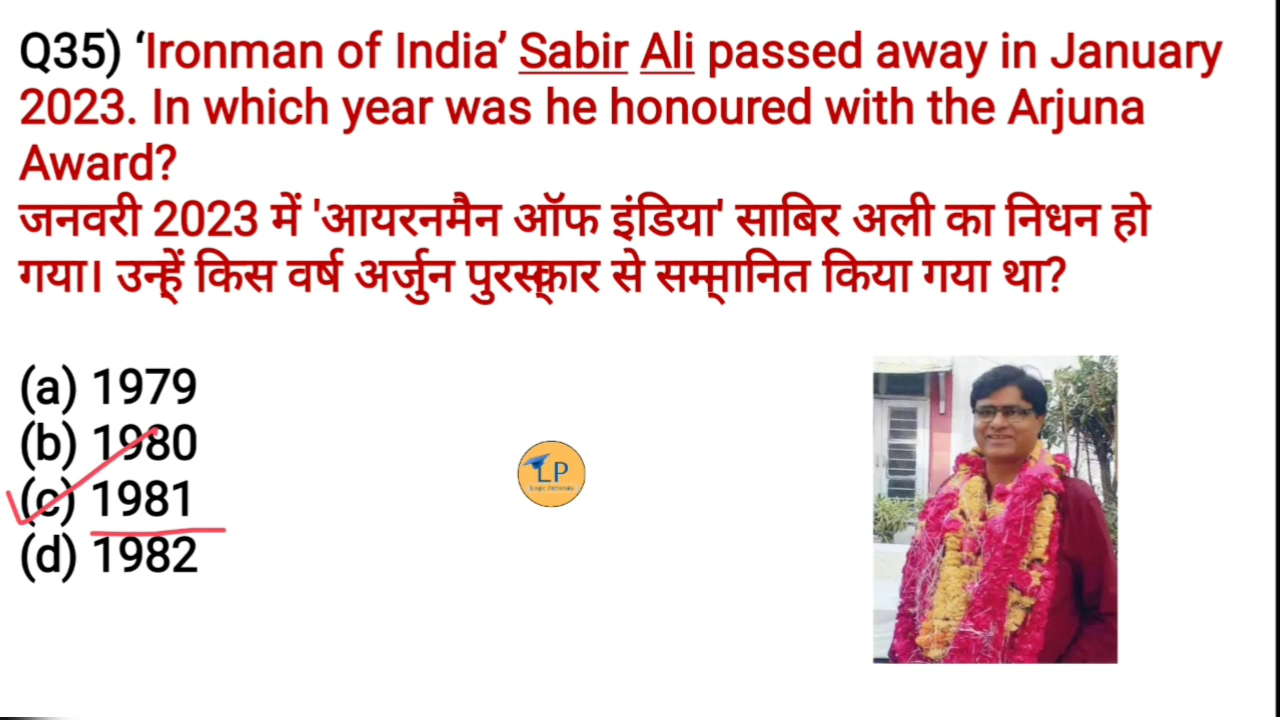 Q35) ‘Ironman of India’ Sabir Ali passed away in January
2023. In which year was he honoured with the Arjuna
Award?
जनवरी 2023 में 'आयरनमैन ऑफ इंडिया' साबिर अली का निधन हो
गया। उन्हें किस वर्ष अर्जुन पुरस्कार से सम्मानित किया गया था?
(a) 1979
(b) 1980
(c) 1981
(d) 1982
LP
Logic Pathshala